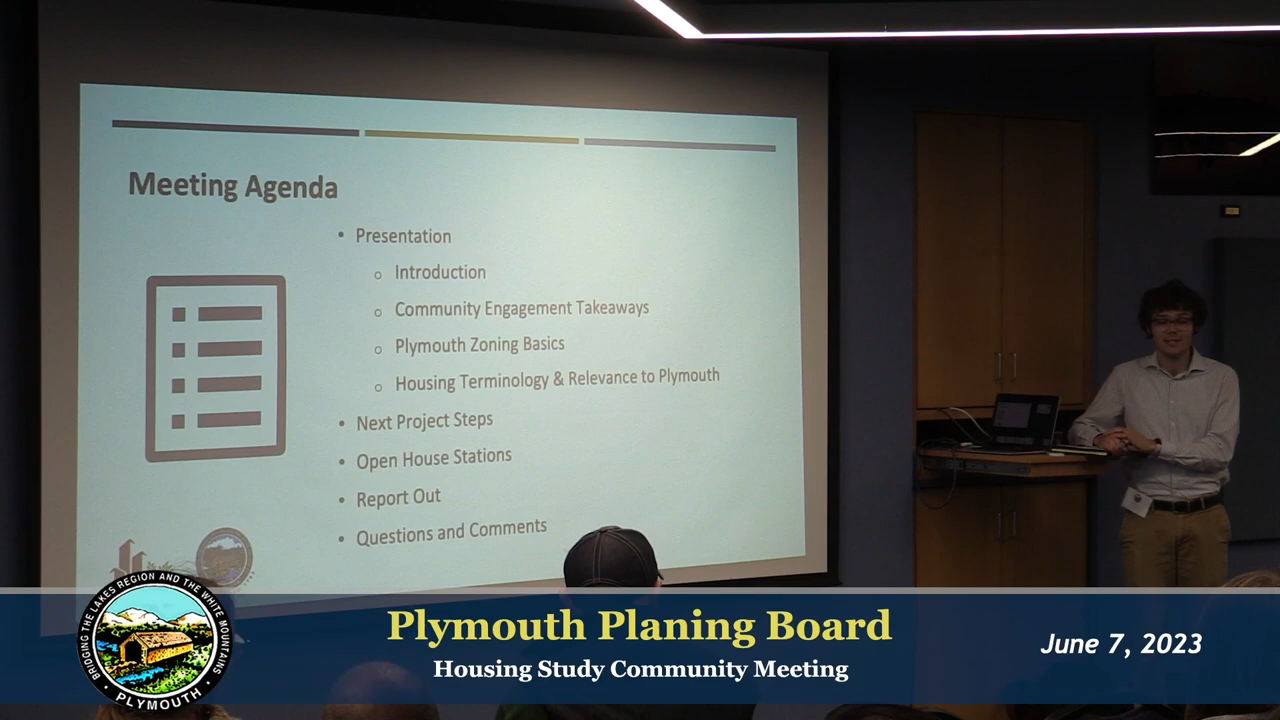 Meeting Agenda
• Presentation
o Introduction
o Community Engagement Takeaways
o Plymouth Zoning Basics
o Housing Terminology & Relevance to Plymouth
• Next Project Steps
• Open House Stations
• Report Out
• Questions and Comments
BRIDGING THE LAKES REGION AND THE WHITE MOUNTAINS
• PLYMOUTH •
Plymouth Planing Board
Housing Study Community Meeting
June 7, 2023